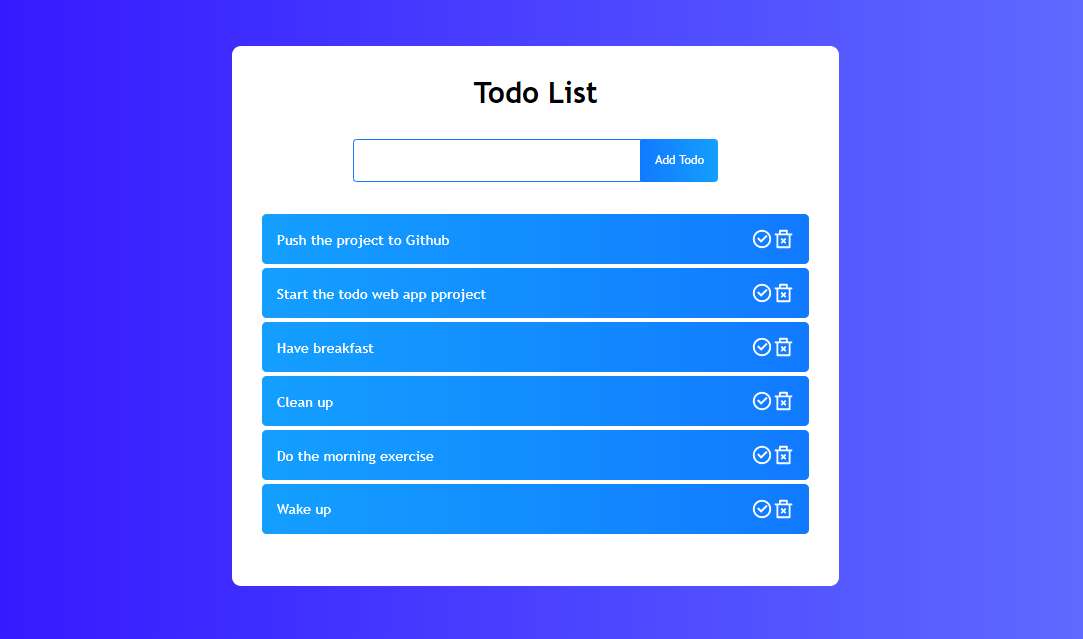 Todo List
Add Todo
Push the project to Github
Start the todo web app pproject
Have breakfast
Clean up
Do the morning exercise
Wake up